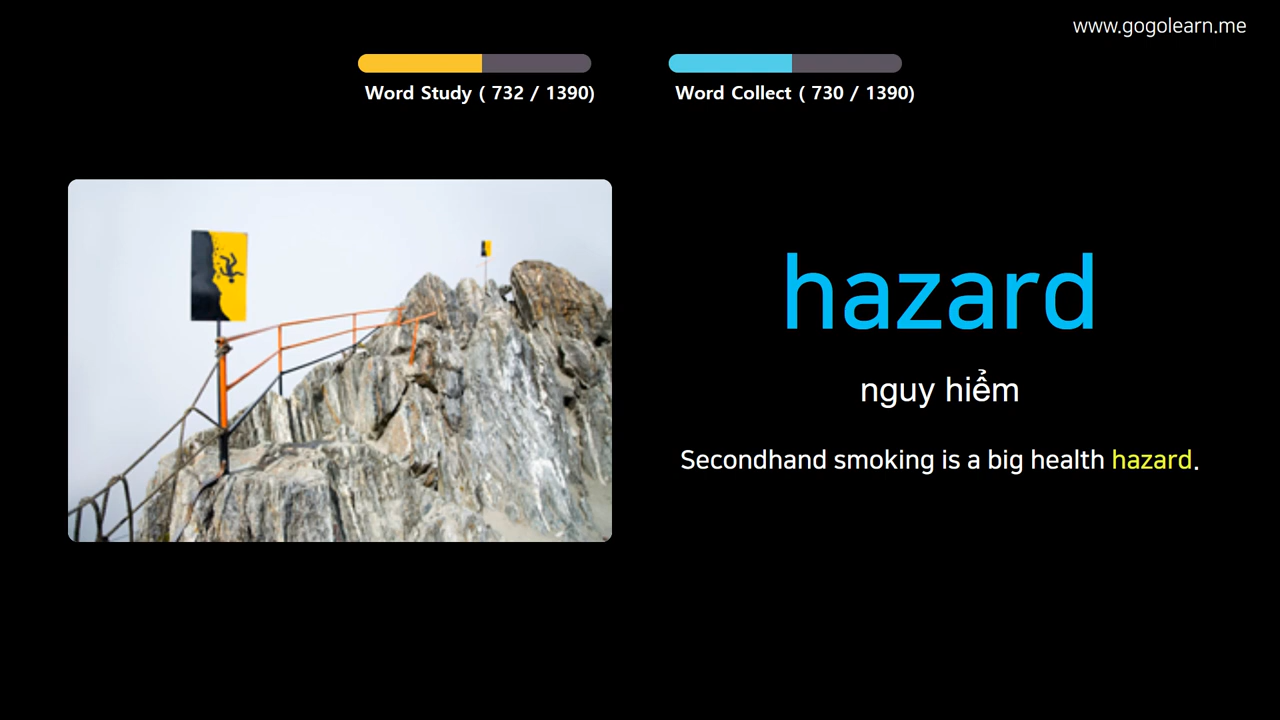 www.gogolearn.me
Word Study ( 732 / 1390)
Word Collect ( 730 / 1390)
hazard
nguy hiểm
Secondhand smoking is a big health hazard.